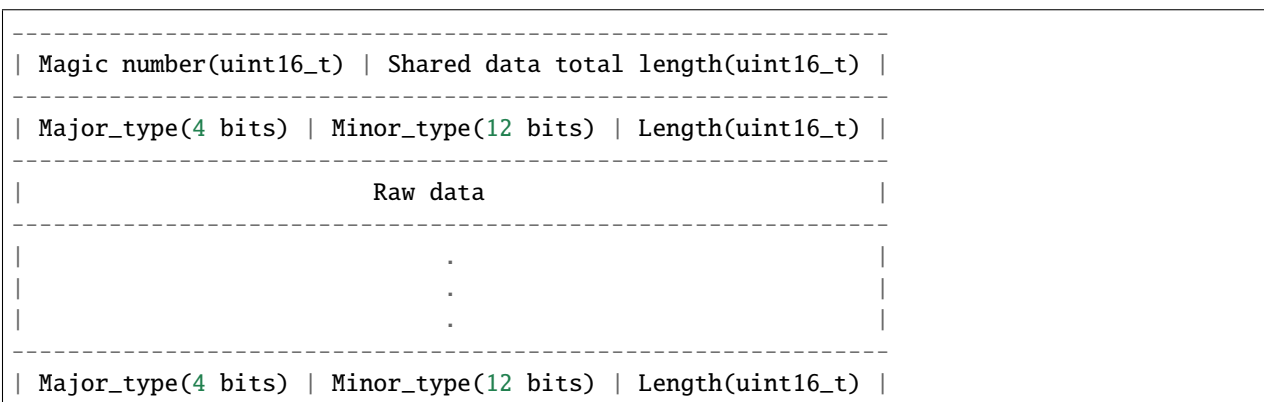 ---------------------------------------------------------------
| Magic number(uint16_t) | Shared data total length(uint16_t) |
---------------------------------------------------------------
| Major_type(4 bits) | Minor_type(12 bits) | Length(uint16_t) |
---------------------------------------------------------------
|                         Raw data                            |
---------------------------------------------------------------
|                              .                              |
|                              .                              |
|                              .                              |
---------------------------------------------------------------
| Major_type(4 bits) | Minor_type(12 bits) | Length(uint16_t) |